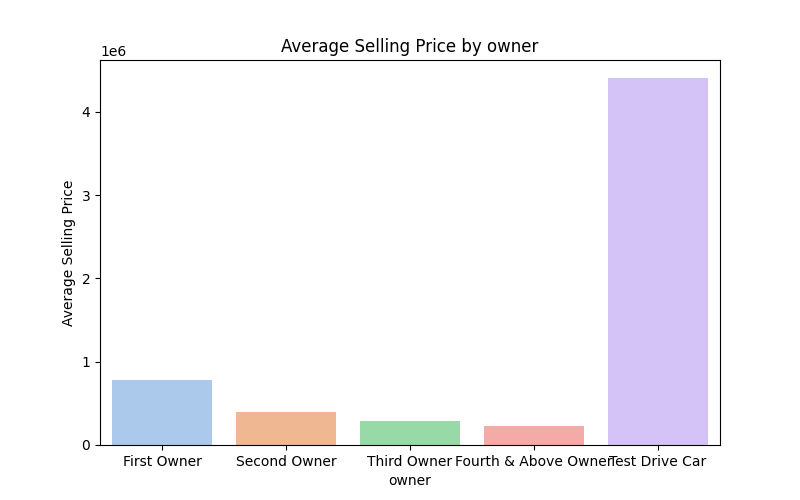 Average Selling Price by owner
1e6
4
3
2
1
0
Average Selling Price
First Owner
Second Owner
Third Owner
Fourth & Above Owner
Test Drive Car
owner